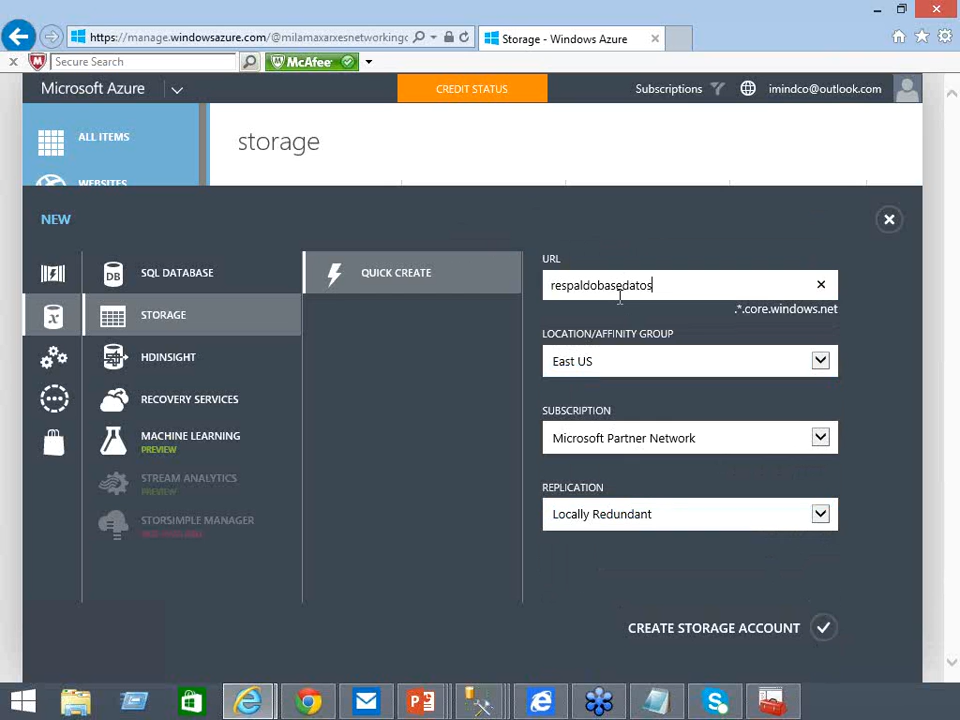 https://manage.windowsazure.com/@milamaxarxesnetworkingc
Storage - Windows Azure
Secure Search
McAfee
Microsoft Azure
CREDIT STATUS
Subscriptions
imindco@outlook.com
ALL ITEMS
storage
WEBSITES
NEW
SQL DATABASE
STORAGE
HDINSIGHT
RECOVERY SERVICES
MACHINE LEARNING
PREVIEW
STREAM ANALYTICS
PREVIEW
STORSIMPLE MANAGER
QUICK CREATE
URL
respaldobasedatos
.*.core.windows.net
LOCATION/AFFINITY GROUP
East US
SUBSCRIPTION
Microsoft Partner Network
REPLICATION
Locally Redundant
CREATE STORAGE ACCOUNT